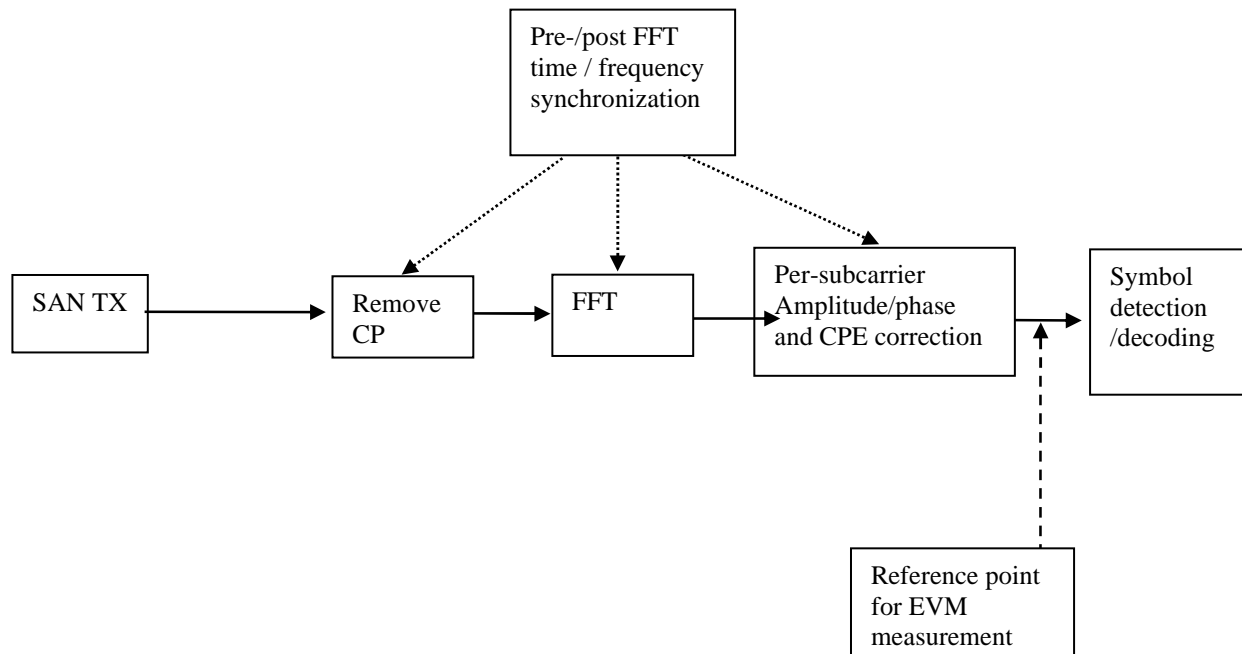 Pre-/post FFT
time / frequency
synchronization
SAN TX
Remove
CP
FFT
Per-subcarrier
Amplitude/phase
and CPE correction
Symbol
detection
/decoding
Reference point
for EVM
measurement